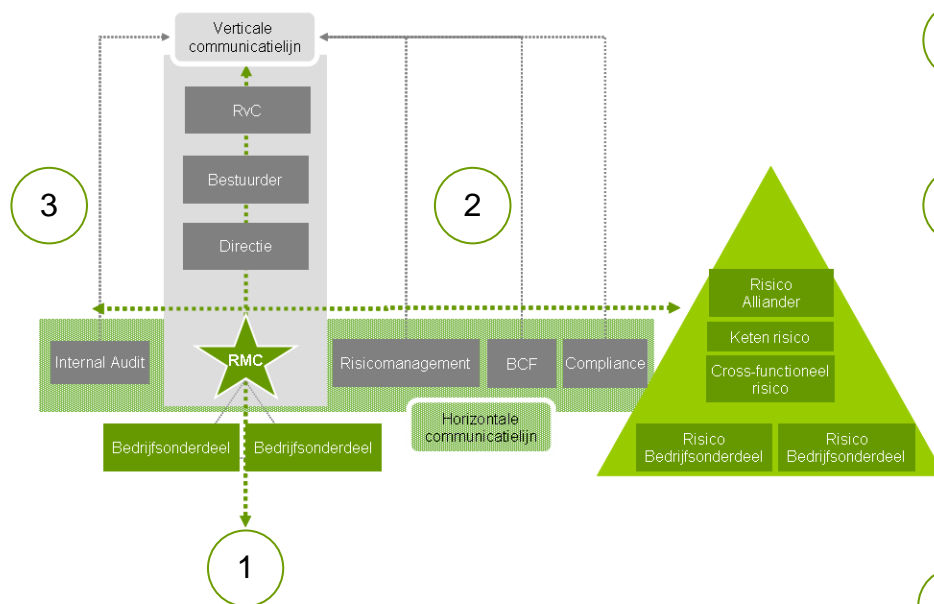 Verticale
communicatielijn
RvC
Bestuurder
3
2
Directie
Risico
Alliander
Keten risico
Internal Audit
RMC
Risicomanagement
BCF
Compliance
Cross-functioneel
risico
Horizontale
communicatielijn
Bedrijfsonderdeel
Bedrijfsonderdeel
Risico
Bedrijfsonderdeel
Risico
Bedrijfsonderdeel
1